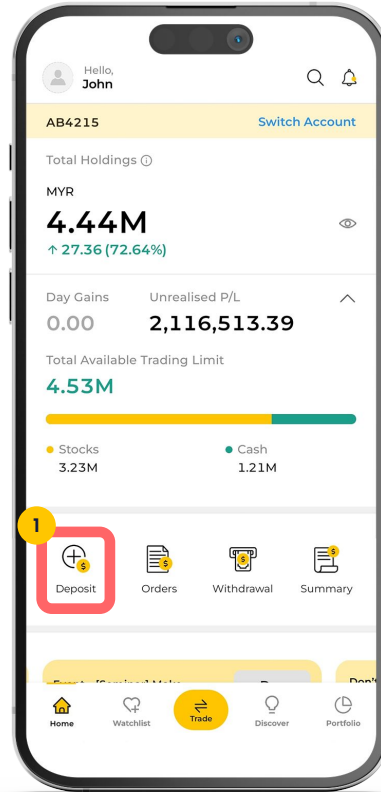 Hello,
John
AB4215 Switch Account
Total Holdings
MYR
4.44M
↑ 27.36 (72.64%)
Day Gains Unrealised P/L
0.00 2,116,513.39
Total Available Trading Limit
4.53M
Stocks Cash
3.23M 1.21M
1
Deposit Orders Withdrawal Summary
Home Watchlist Trade Discover Portfolio